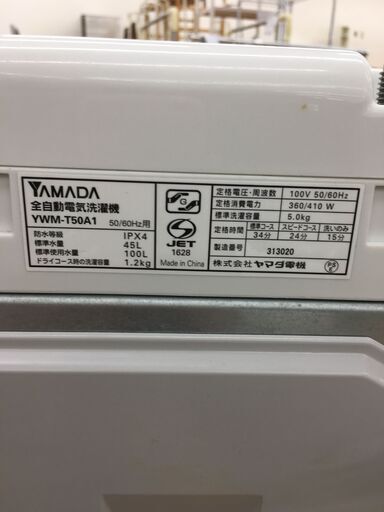 YAMADA
全自動電気洗濯機
YWM-T50A1 50/60Hz用
防水等級 IPX4
標準水量 45L
標準使用水量 100L
ドライコース時の洗濯容量 1.2kg
JET
1628
Made in China
定格電圧・周波数 100V 50/60Hz
定格消費電力 360/410 W
標準洗濯容量 5.0kg
定格時間 標準コース スピードコース 洗いのみ
34分 24分 15分
製造番号 313020
株式会社 ヤマダ電機
PS
E